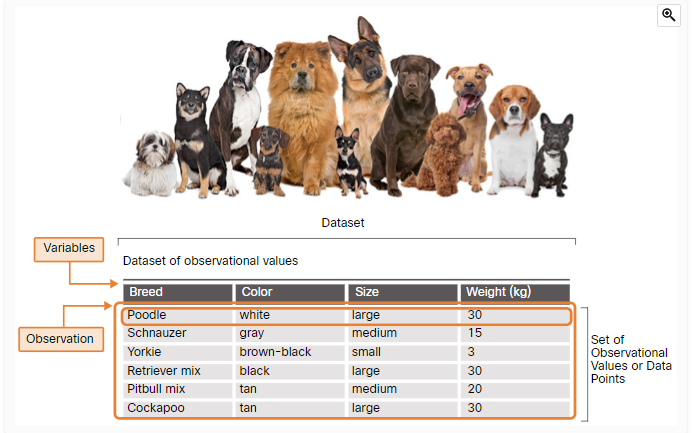 Dataset
Variables
Dataset of observational values
Breed Color Size Weight (kg)
Observation
Poodle white large 30
Schnauzer gray medium 15
Yorkie brown-black small 3
Retriever mix black large 30
Pitbull mix tan medium 20
Cockapoo tan large 30
Set of
Observational
Values or Data
Points